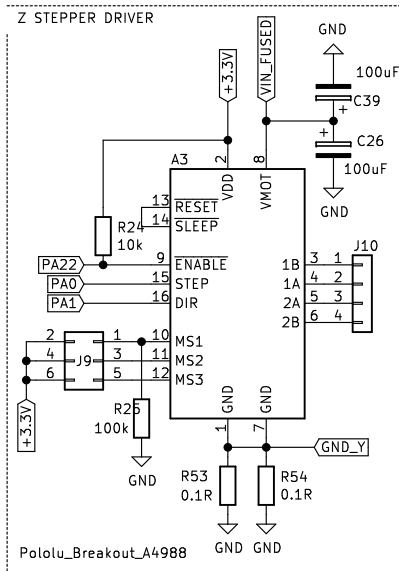 Z STEPPER DRIVER
GND
+3.3V
VIN_FUSED
100uF
+
C39
+
C26
A3
2
8
100uF
VDD
VMOT
GND
13
RESET
R24
14
SLEEP
10k
J10
PA22
9
ENABLE
1B
3
1
PA0
15
STEP
1A
4
2
PA1
16
DIR
2A
5
3
2B
6
4
2
1
10
MS1
4
J9
3
11
MS2
6
5
12
MS3
R25
100k
GND
GND
+3.3V
1
7
GND_Y
GND
R53
R54
0.1R
0.1R
GND
GND
Pololu_Breakout_A4988